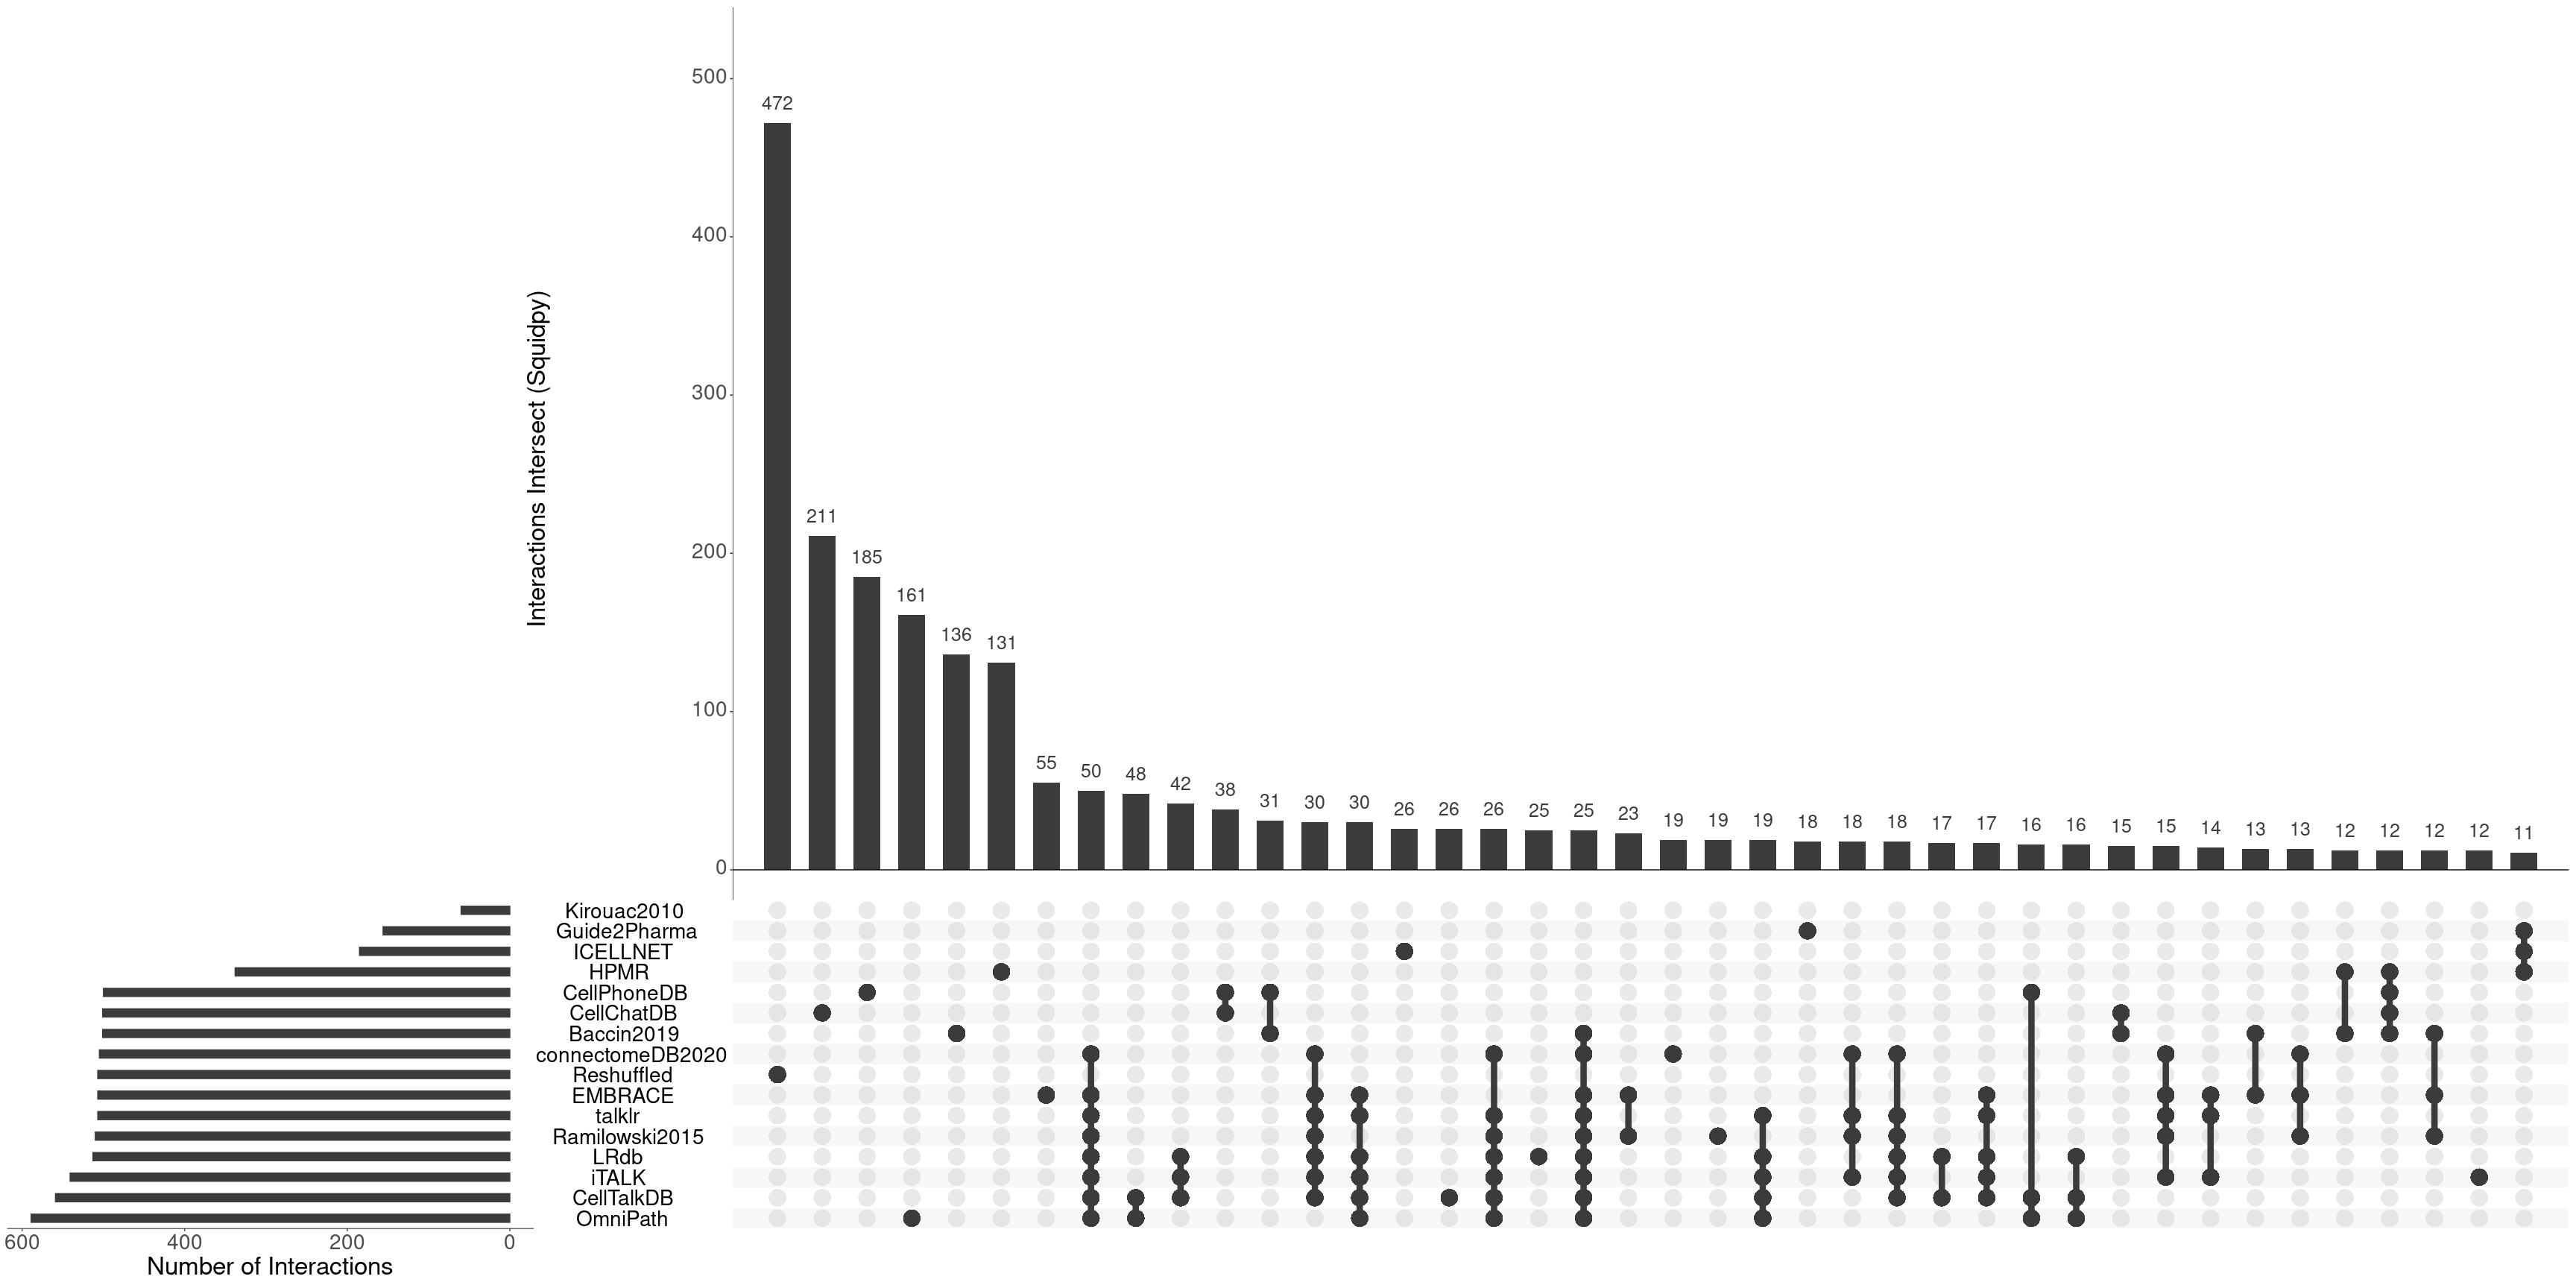 Interactions Intersect (Squidpy)
500
400
300
200
100
0
472
211
185
161
136
131
55
50
48
42
38
31
30
30
26
26
26
25
25
23
19
19
19
18
18
18
17
17
16
16
15
15
14
13
13
12
12
12
12
11
Kirouac2010
Guide2Pharma
ICELLNET
HPMR
CellPhoneDB
CellChatDB
Baccin2019
connectomeDB2020
Reshuffled
EMBRACE
talklr
Ramilowski2015
LRdb
iTALK
CellTalkDB
OmniPath
600 400 200 0
Number of Interactions